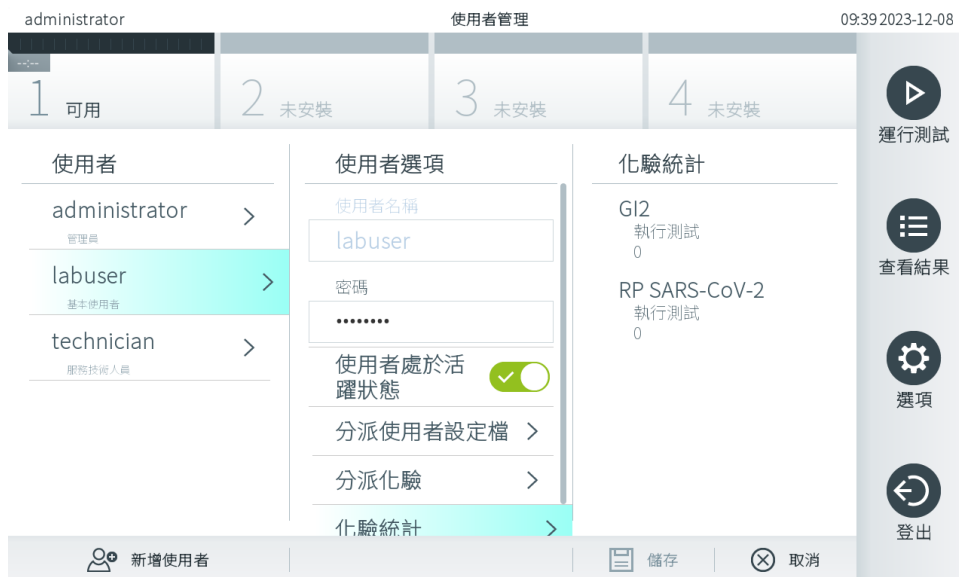 administrator
使用者管理
09:39 2023-12-08
--:--
1 可用
2 未安裝
3 未安裝
4 未安裝
使用者
administrator
管理員
labuser
基本使用者
technician
服務技術人員
使用者選項
使用者名稱
labuser
密碼
••••••••
使用者處於活
躍狀態
分派使用者設定檔
分派化驗
化驗統計
化驗統計
GI2
執行測試
0
RP SARS-CoV-2
執行測試
0
運行測試
查看結果
選項
登出
新增使用者
儲存
取消